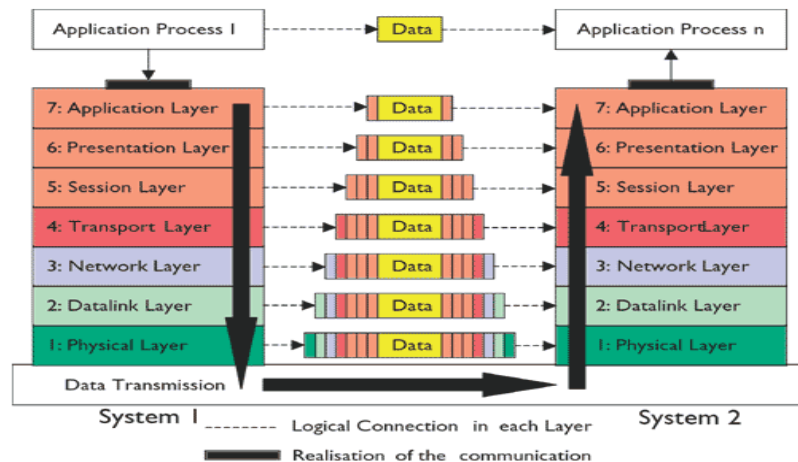 Application Process 1 Data Application Process n
7: Application Layer Data 7: Application Layer
6: Presentation Layer Data 6: Presentation Layer
5: Session Layer Data 5: Session Layer
4: Transport Layer Data 4: TransportLayer
3: Network Layer Data 3: Network Layer
2: Datalink Layer Data 2: Datalink Layer
1: Physical Layer Data 1: Physical Layer
Data Transmission
System 1 System 2
Logical Connection in each Layer
Realisation of the communication